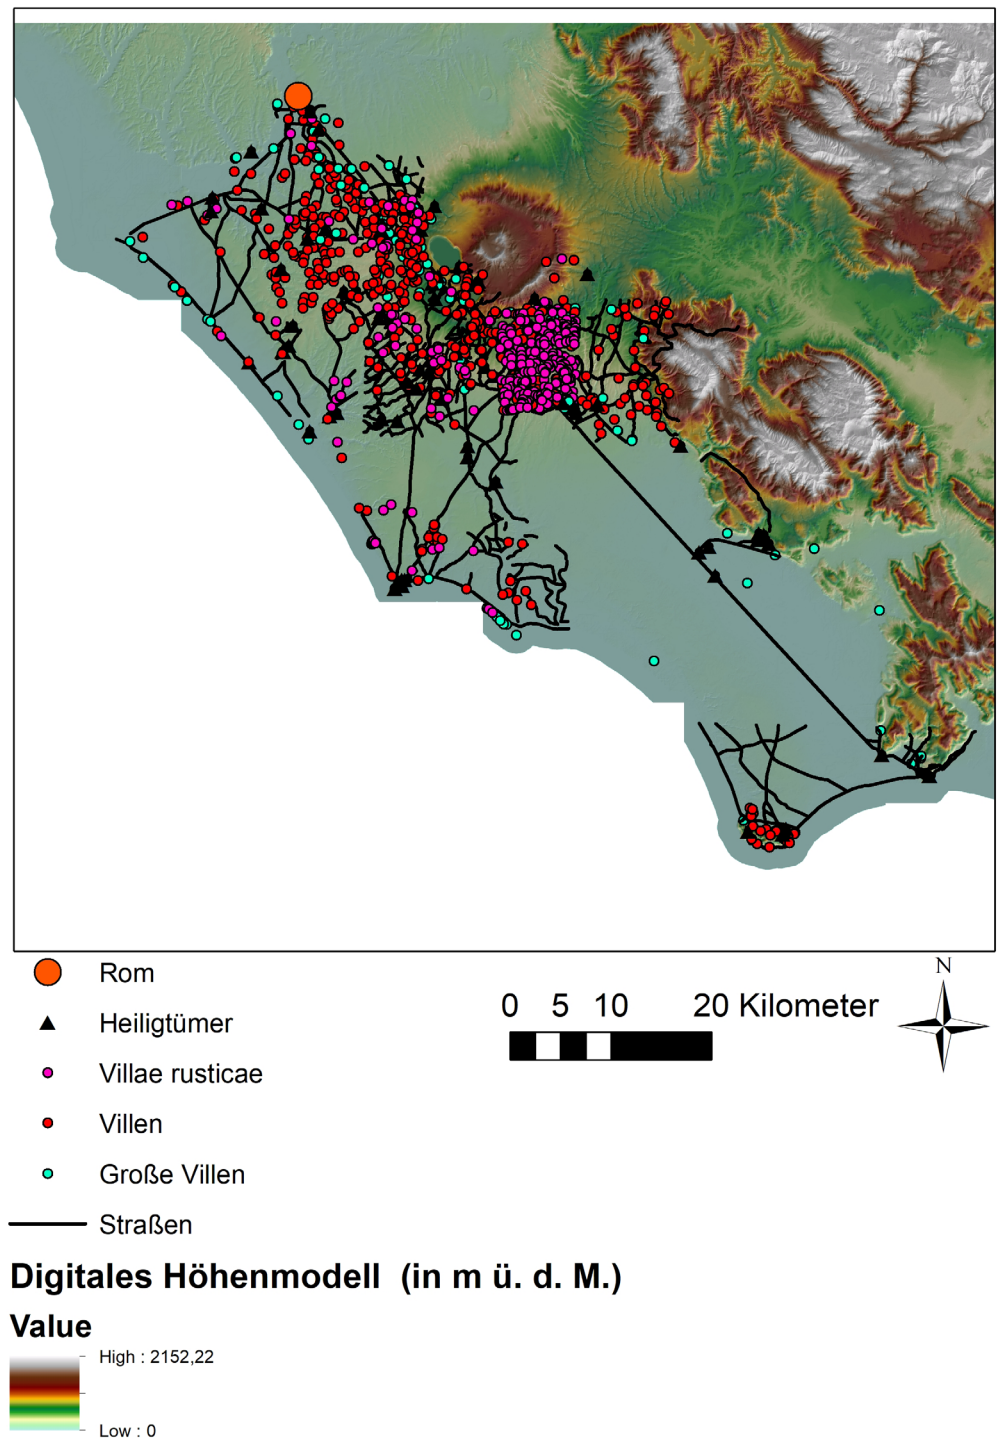 Rom
Heiligtümer
Villae rusticae
Villen
Große Villen
Straßen
0 5 10 20 Kilometer
N
Digitales Höhenmodell (in m ü. d. M.)
Value
High : 2152,22
Low : 0